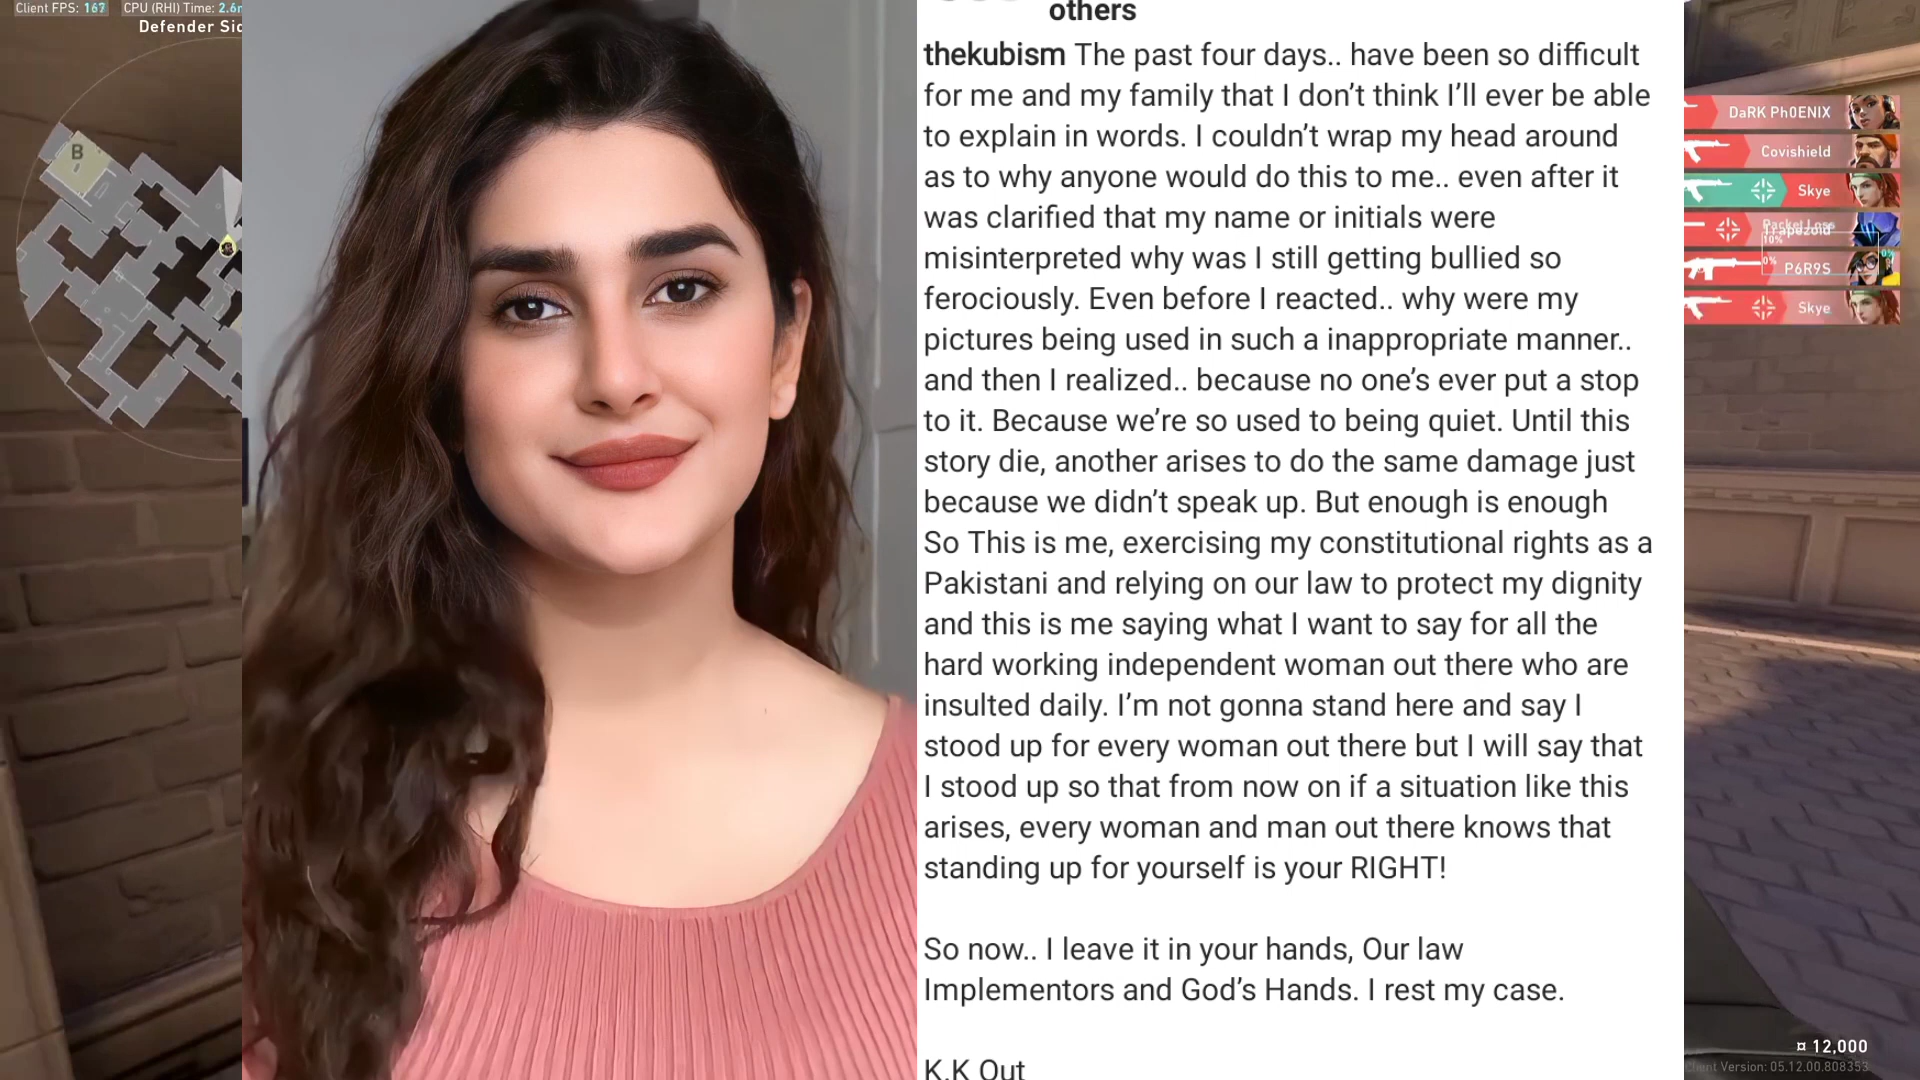 Client FPS: 167 CPU (RHI) Time: 2.6
Defender Sid
B
others
thekubism The past four days.. have been so difficult
for me and my family that I don't think I'll ever be able
to explain in words. I couldn't wrap my head around
as to why anyone would do this to me.. even after it
was clarified that my name or initials were
misinterpreted why was I still getting bullied so
ferociously. Even before I reacted.. why were my
pictures being used in such a inappropriate manner..
and then I realized.. because no one's ever put a stop
to it. Because we're so used to being quiet. Until this
story die, another arises to do the same damage just
because we didn't speak up. But enough is enough
So This is me, exercising my constitutional rights as a
Pakistani and relying on our law to protect my dignity
and this is me saying what I want to say for all the
hard working independent woman out there who are
insulted daily. I'm not gonna stand here and say I
stood up for every woman out there but I will say that
I stood up so that from now on if a situation like this
arises, every woman and man out there knows that
standing up for yourself is your RIGHT!
So now.. I leave it in your hands, Our law
Implementors and God's Hands. I rest my case.
K.K Out
DaRK Ph0ENIX
Covishield
Skye
Packet Loss
Trapezoid
10%
0%
0%
P6R9S
Skye
¤ 12,000
Client Version: 05.12.00.808353